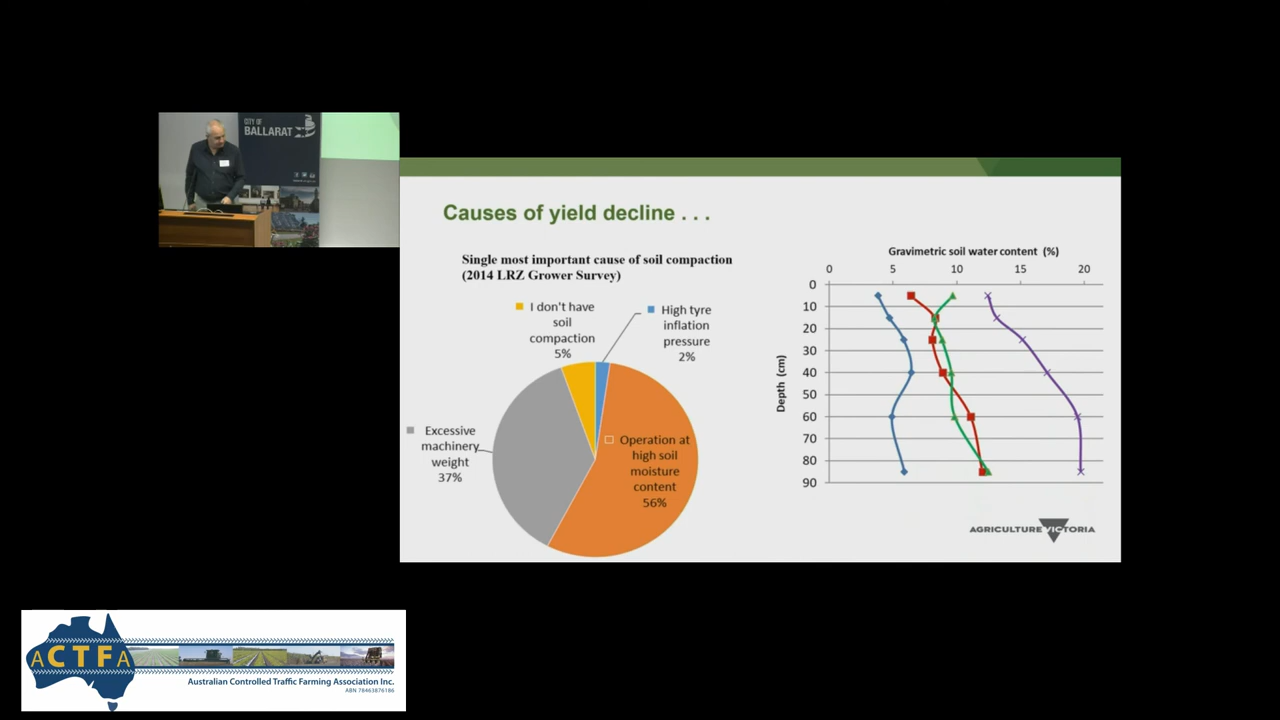 CITY OF
BALLARAT
Causes of yield decline . . .
Single most important cause of soil compaction
(2014 LRZ Grower Survey)
I don't have
soil
compaction
5%
High tyre
inflation
pressure
2%
Excessive
machinery
weight
37%
Operation at
high soil
moisture
content
56%
Gravimetric soil water content (%)
0 5 10 15 20
Depth (cm)
0
10
20
30
40
50
60
70
80
90
AGRICULTURE VICTORIA
ACTFA
Australian Controlled Traffic Farming Association Inc.
ABN 78463876186